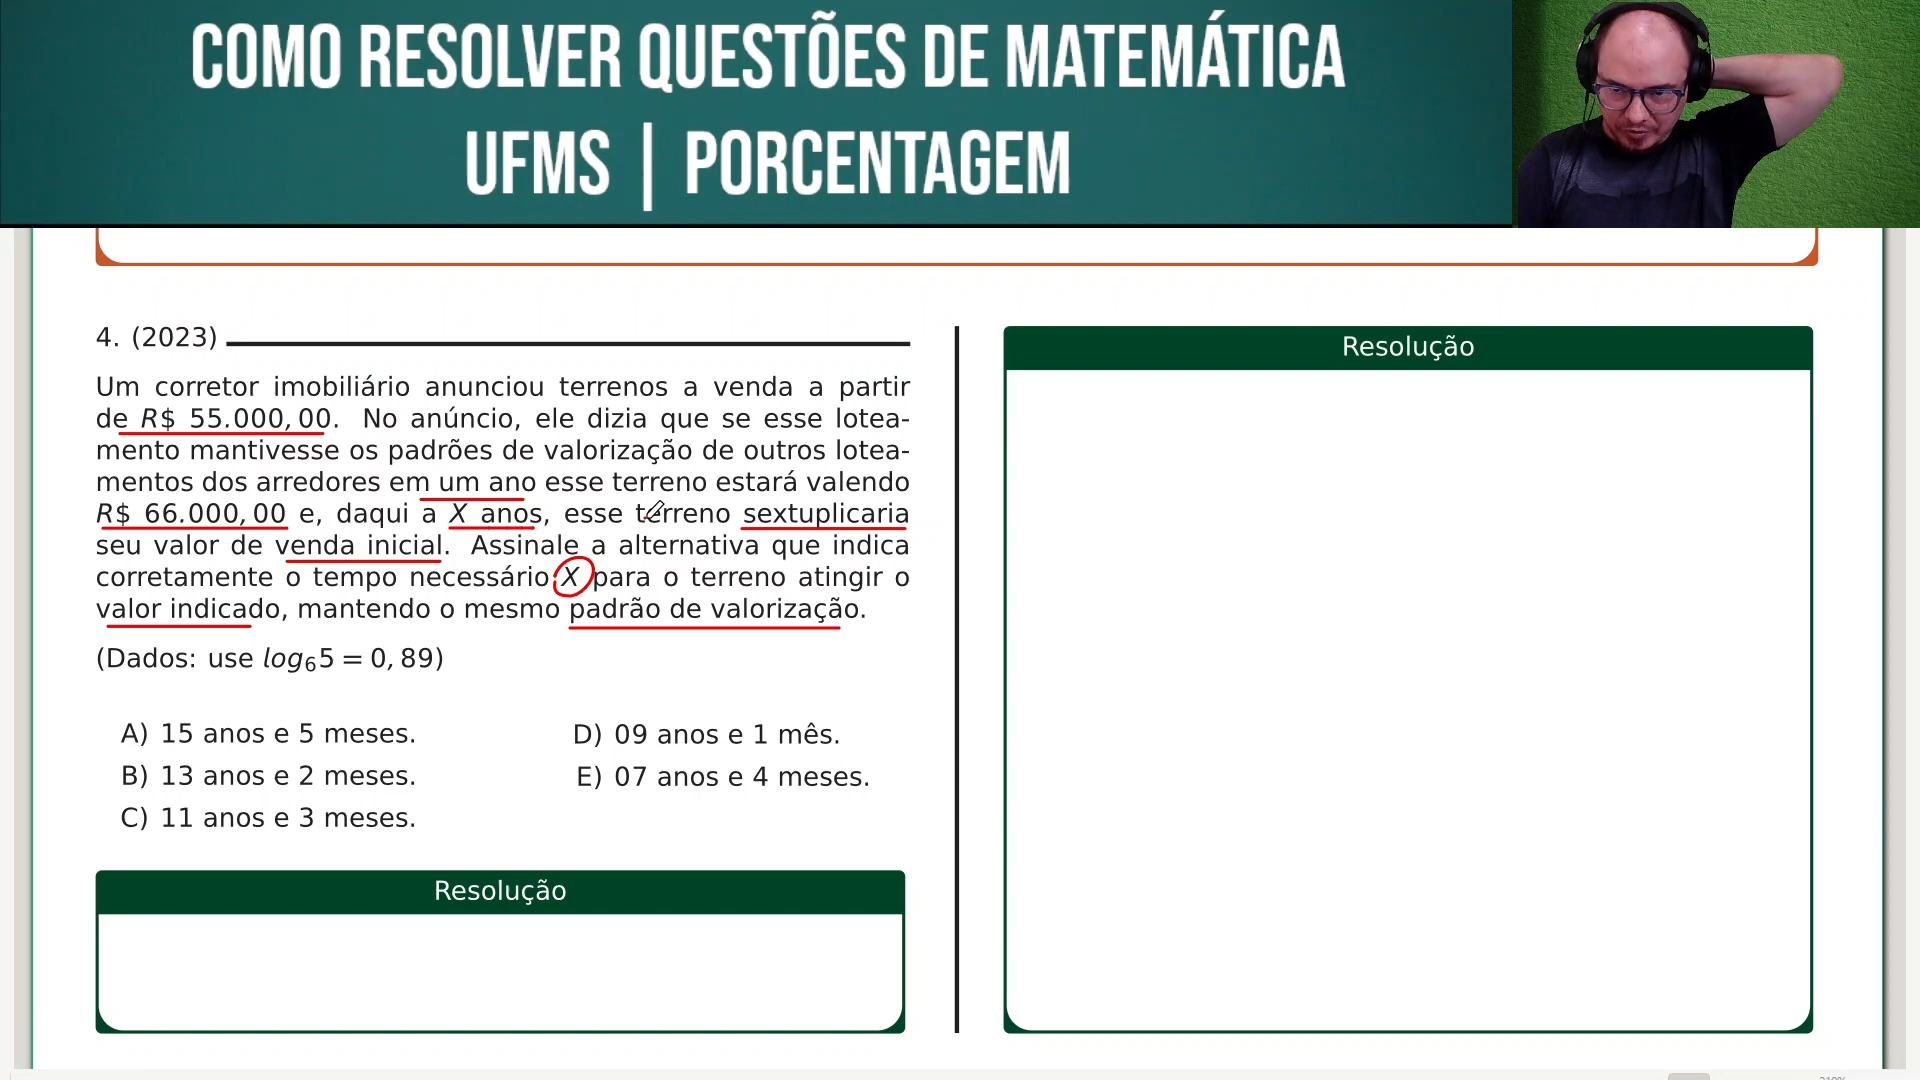 COMO RESOLVER QUESTÕES DE MATEMÁTICA
UFMS | PORCENTAGEM
4. (2023)
Um corretor imobiliário anunciou terrenos a venda a partir
de R$ 55.000,00. No anúncio, ele dizia que se esse lotea-
mento mantivesse os padrões de valorização de outros lotea-
mentos dos arredores em um ano esse terreno estará valendo
R$ 66.000,00 e, daqui a X anos, esse terreno sextuplicaria
seu valor de venda inicial. Assinale a alternativa que indica
corretamente o tempo necessário X para o terreno atingir o
valor indicado, mantendo o mesmo padrão de valorização.
(Dados: use log₆5 = 0,89)
A) 15 anos e 5 meses.
B) 13 anos e 2 meses.
C) 11 anos e 3 meses.
D) 09 anos e 1 mês.
E) 07 anos e 4 meses.
Resolução
Resolução